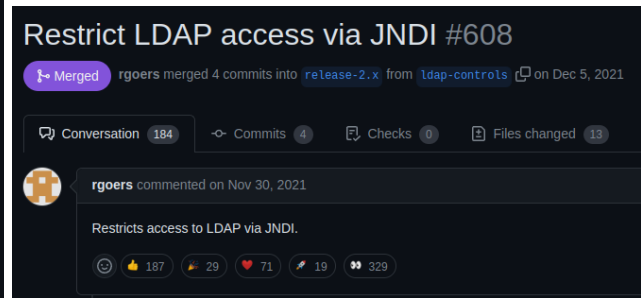 Restrict LDAP access via JNDI #608
Merged rgoers merged 4 commits into release-2.x from ldap-controls on Dec 5, 2021
Conversation 184 Commits 4 Checks 0 Files changed 13
rgoers commented on Nov 30, 2021
Restricts access to LDAP via JNDI.
187 29 71 19 329